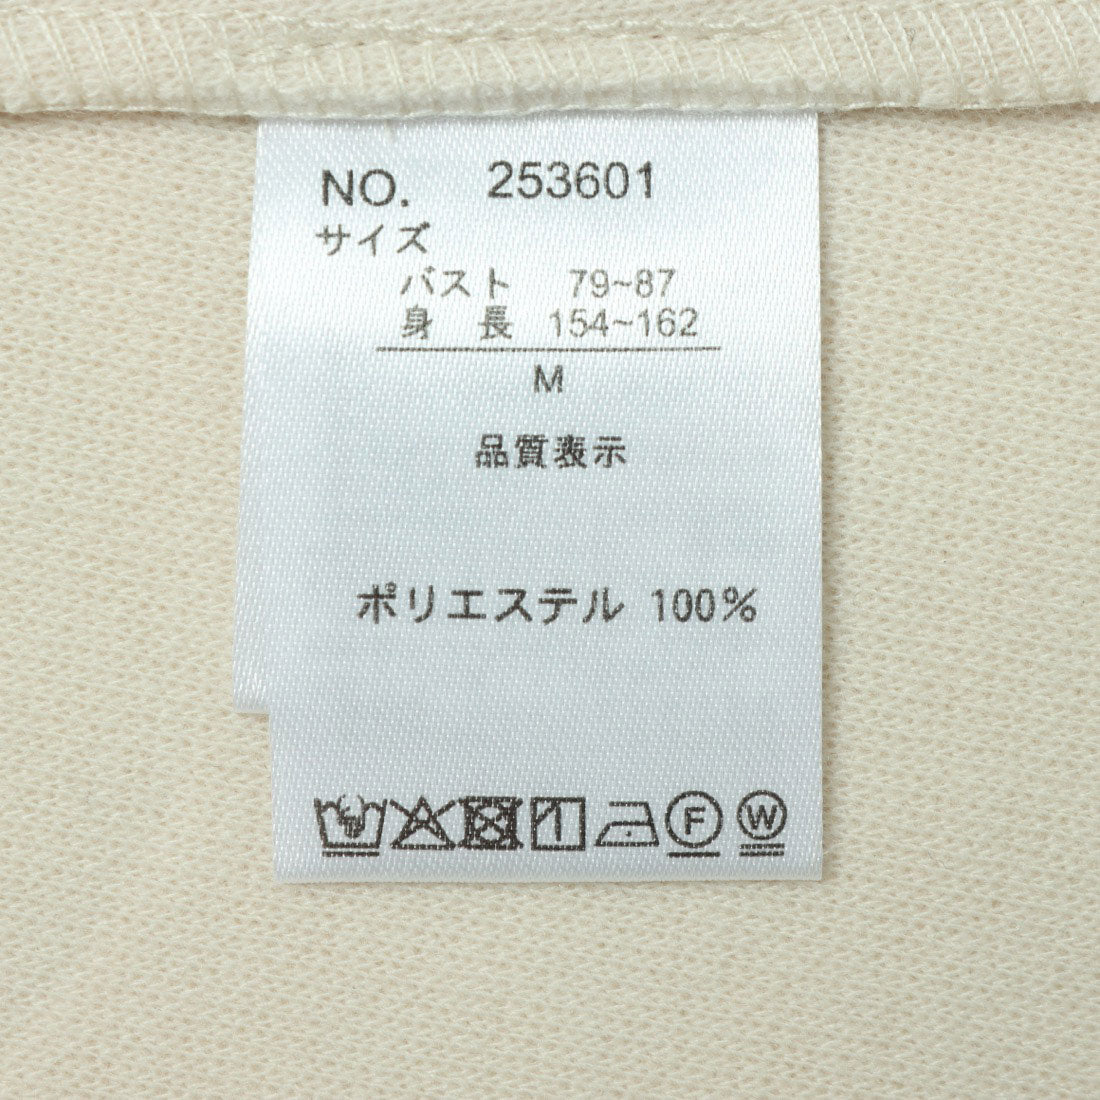 NO. 253601
サイズ
バスト 79~87
身長 154~162
M
品質表示
ポリエステル 100%
F
W